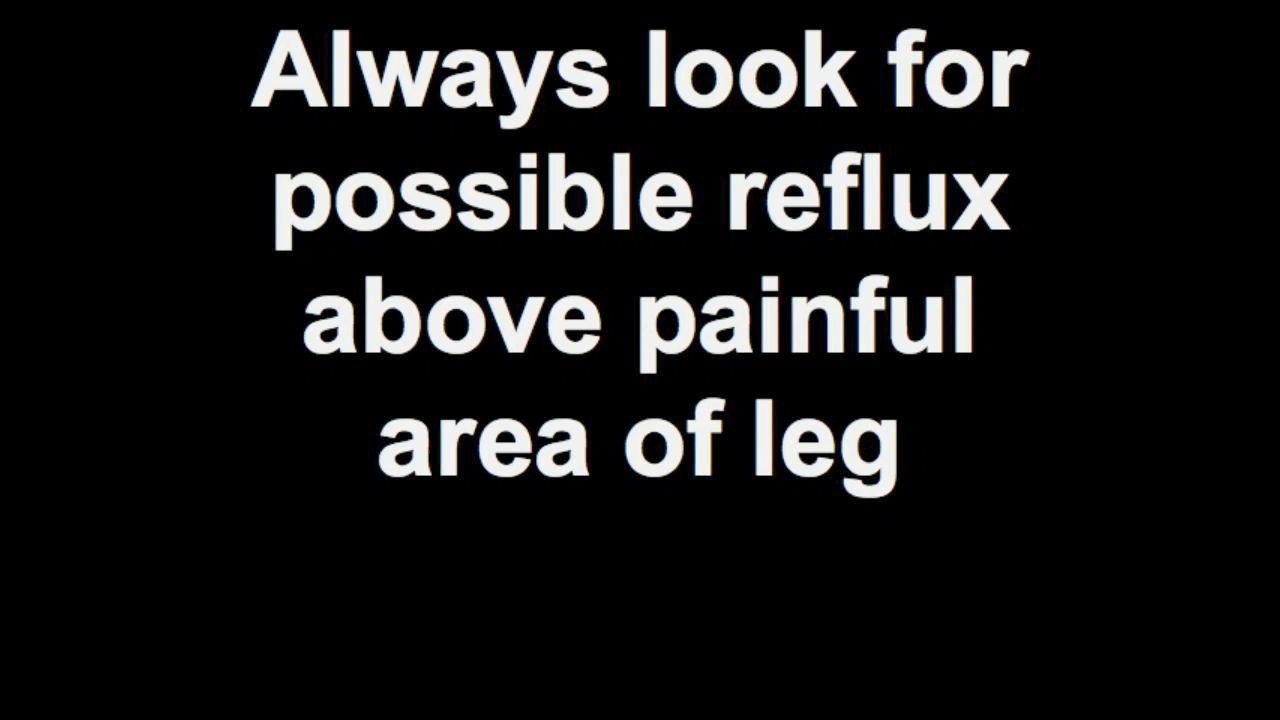 Always look for
possible reflux
above painful
area of leg